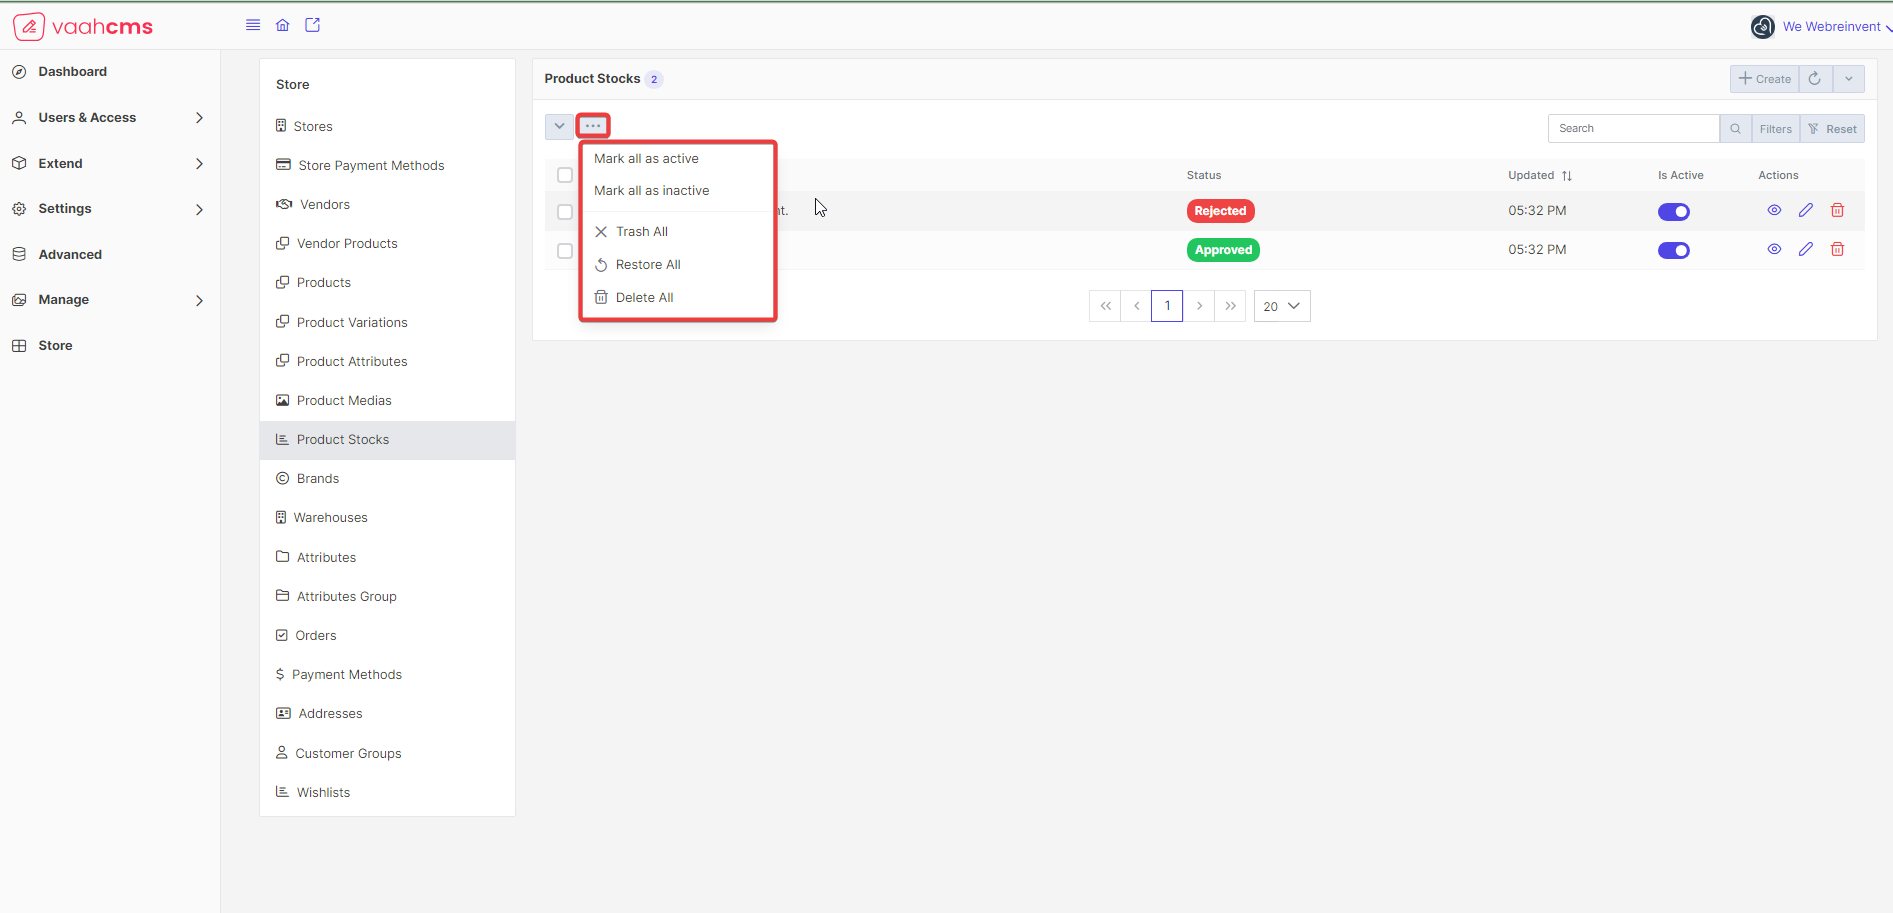 vaahcms
We Webreinvent
Dashboard
Users & Access
Extend
Settings
Advanced
Manage
Store
Store
Stores
Store Payment Methods
Vendors
Vendor Products
Products
Product Variations
Product Attributes
Product Medias
Product Stocks
Brands
Warehouses
Attributes
Attributes Group
Orders
Payment Methods
Addresses
Customer Groups
Wishlists
Product Stocks 2
Create
Search
Filters
Reset
Mark all as active
Mark all as inactive
Trash All
Restore All
Delete All
Status Updated Is Active Actions
Rejected 05:32 PM
Approved 05:32 PM
1
20